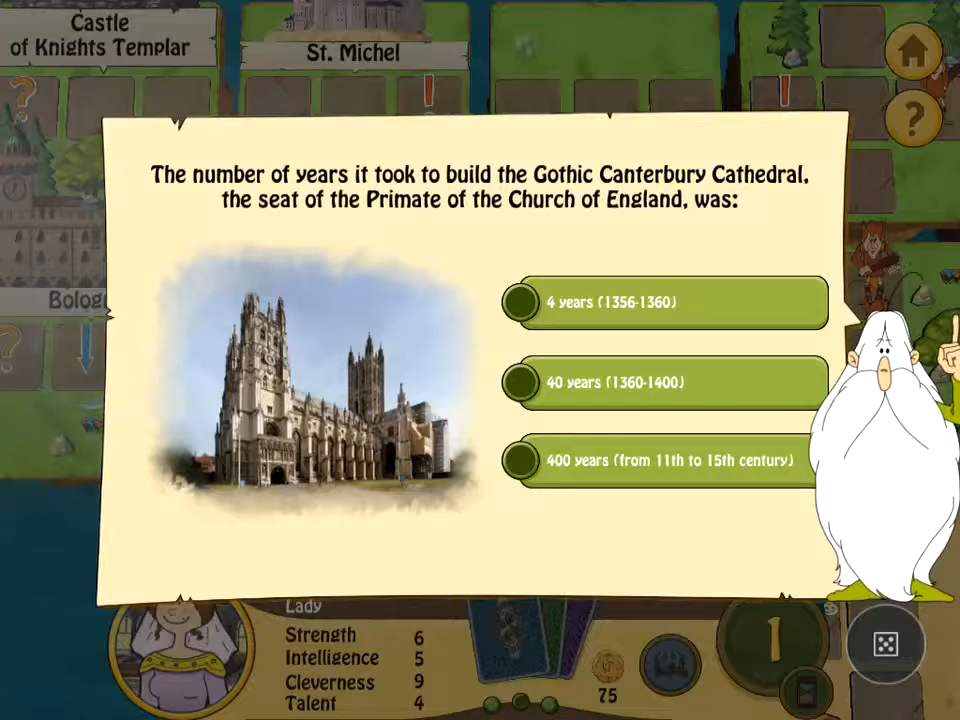 Castle
of Knights Templar
St. Michel
?
!
!
?
The number of years it took to build the Gothic Canterbury Cathedral,
the seat of the Primate of the Church of England, was:
4 years (1356-1360)
Bolog
40 years (1360-1400)
?
400 years (from 11th to 15th century)
Lady
Strength 6
Intelligence 5
Cleverness 9
Talent 4
75
1